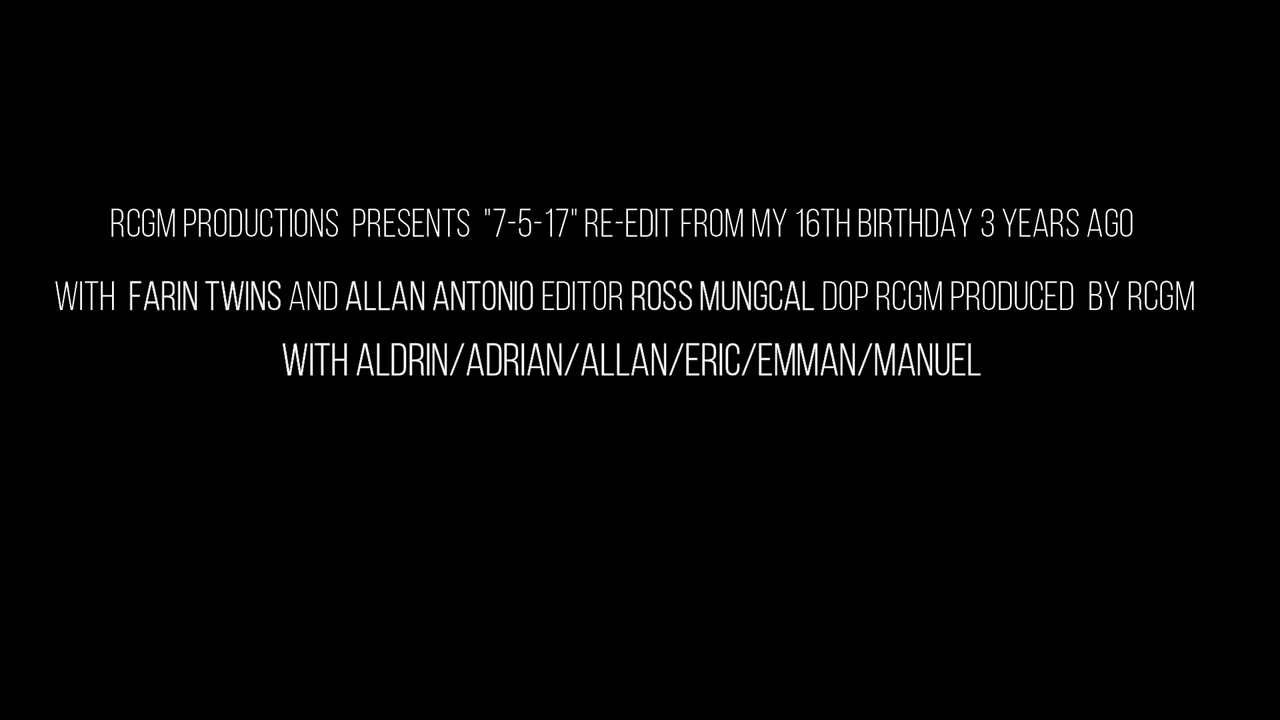 RCGM PRODUCTIONS PRESENTS "7-5-17" RE-EDIT FROM MY 16TH BIRTHDAY 3 YEARS AGO
WITH FARIN TWINS AND ALLAN ANTONIO EDITOR ROSS MUNGCAL DOP RCGM PRODUCED BY RCGM
WITH ALDRIN/ADRIAN/ALLAN/ERIC/EMMAN/MANUEL